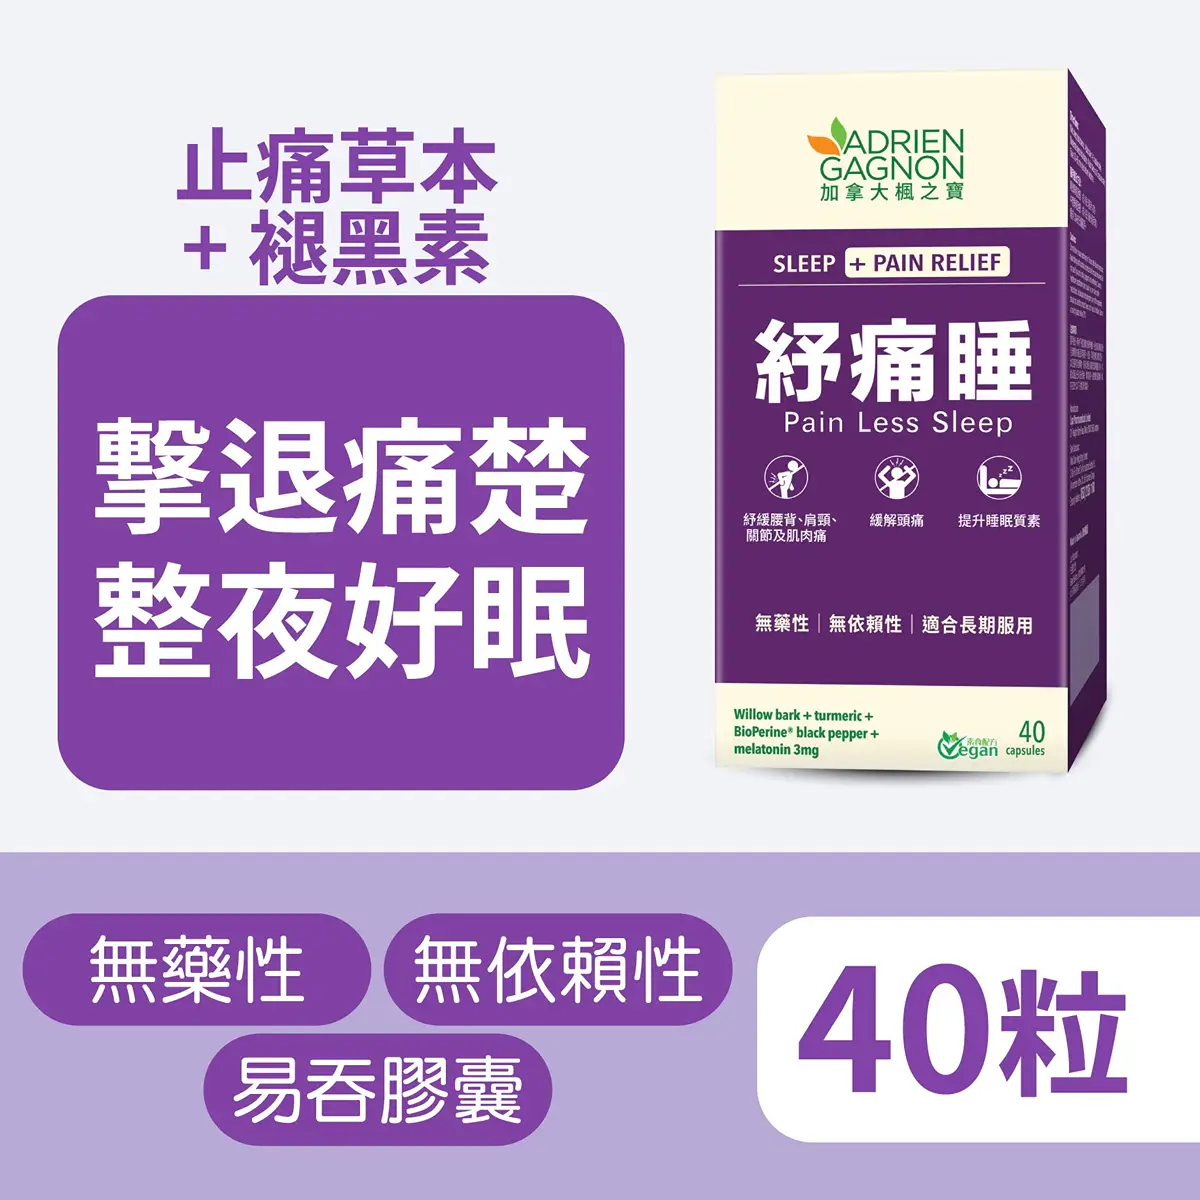 止痛草本
+ 褪黑素
擊退痛楚
整夜好眠
ADRIEN
GAGNON
加拿大楓之寶
SLEEP + PAIN RELIEF
紓痛睡
Pain Less Sleep
紓緩腰背、肩頸、
關節及肌肉痛
緩解頭痛
提升睡眠質素
無藥性｜無依賴性｜適合長期服用
Willow bark + turmeric +
BioPerine® black pepper +
melatonin 3mg
素食配方
Vegan
40
capsules
無藥性
無依賴性
易吞膠囊
40粒